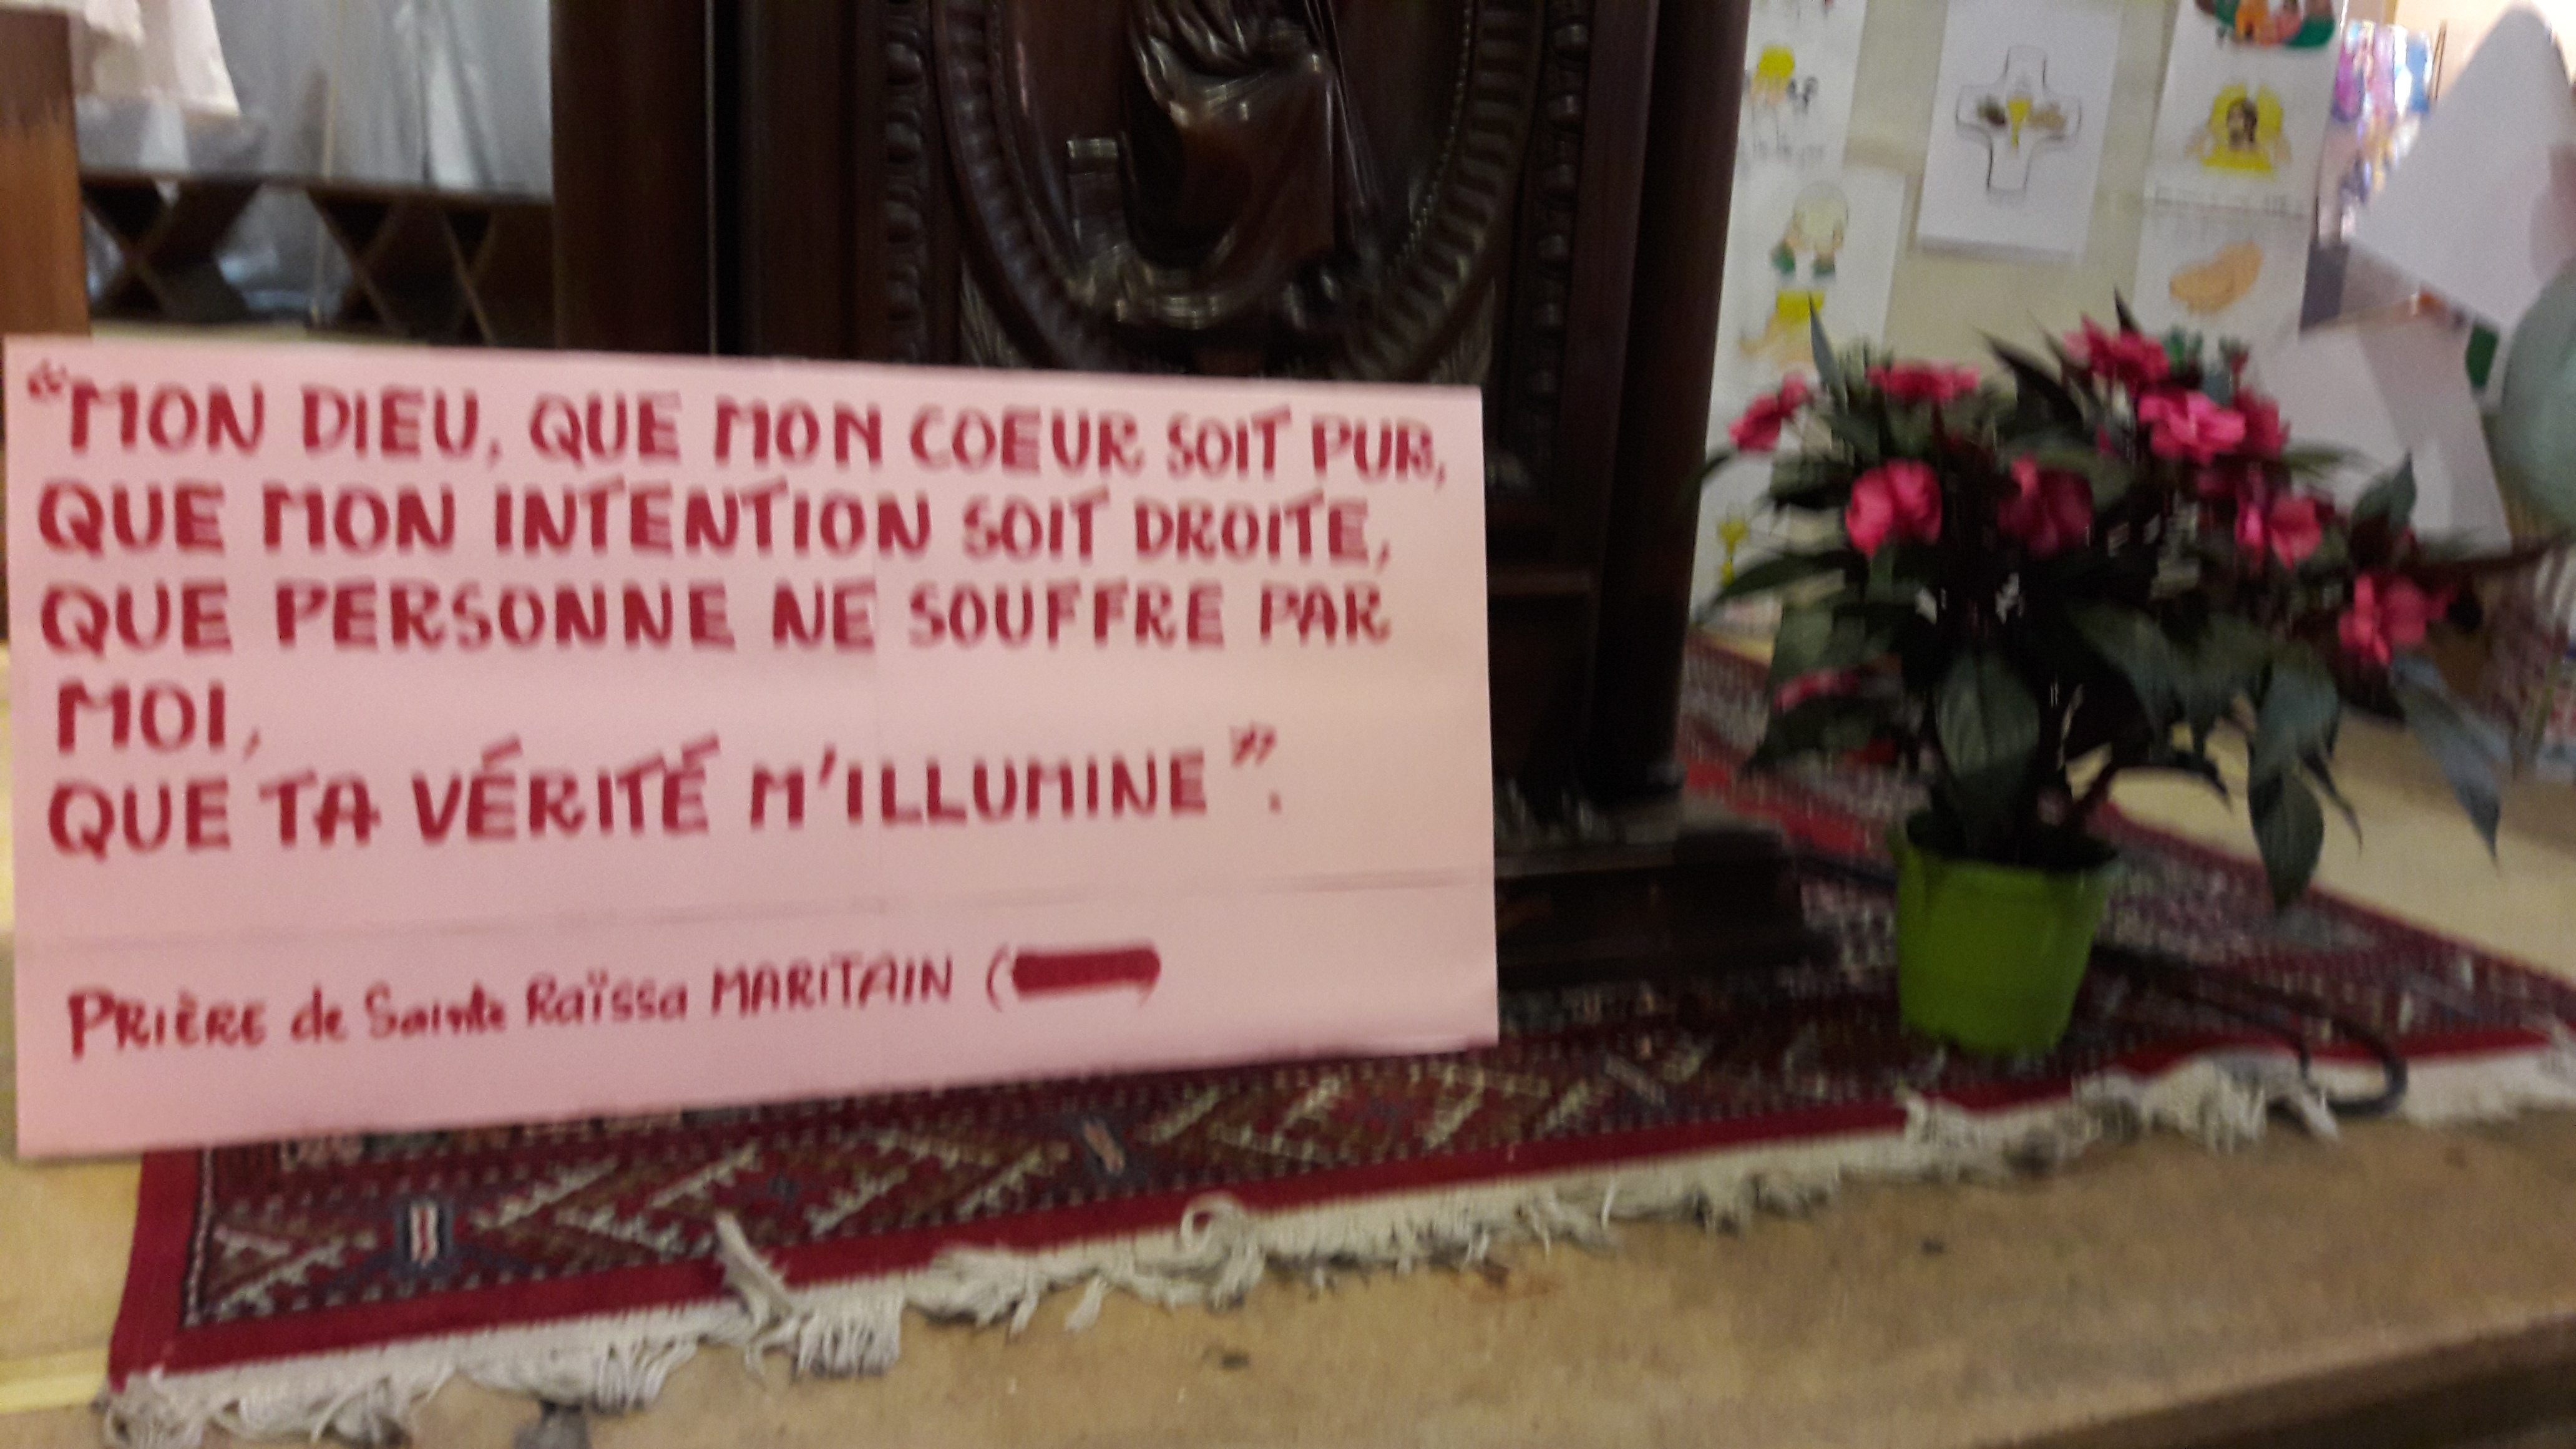 "MON DIEU, QUE MON COEUR SOIT PUR,
QUE MON INTENTION SOIT DROITE,
QUE PERSONNE NE SOUFFRE PAR
MOI,
QUE TA VÉRITÉ M'ILLUMINE".
PRIÈRE de Sainte Raïssa MARITAIN (